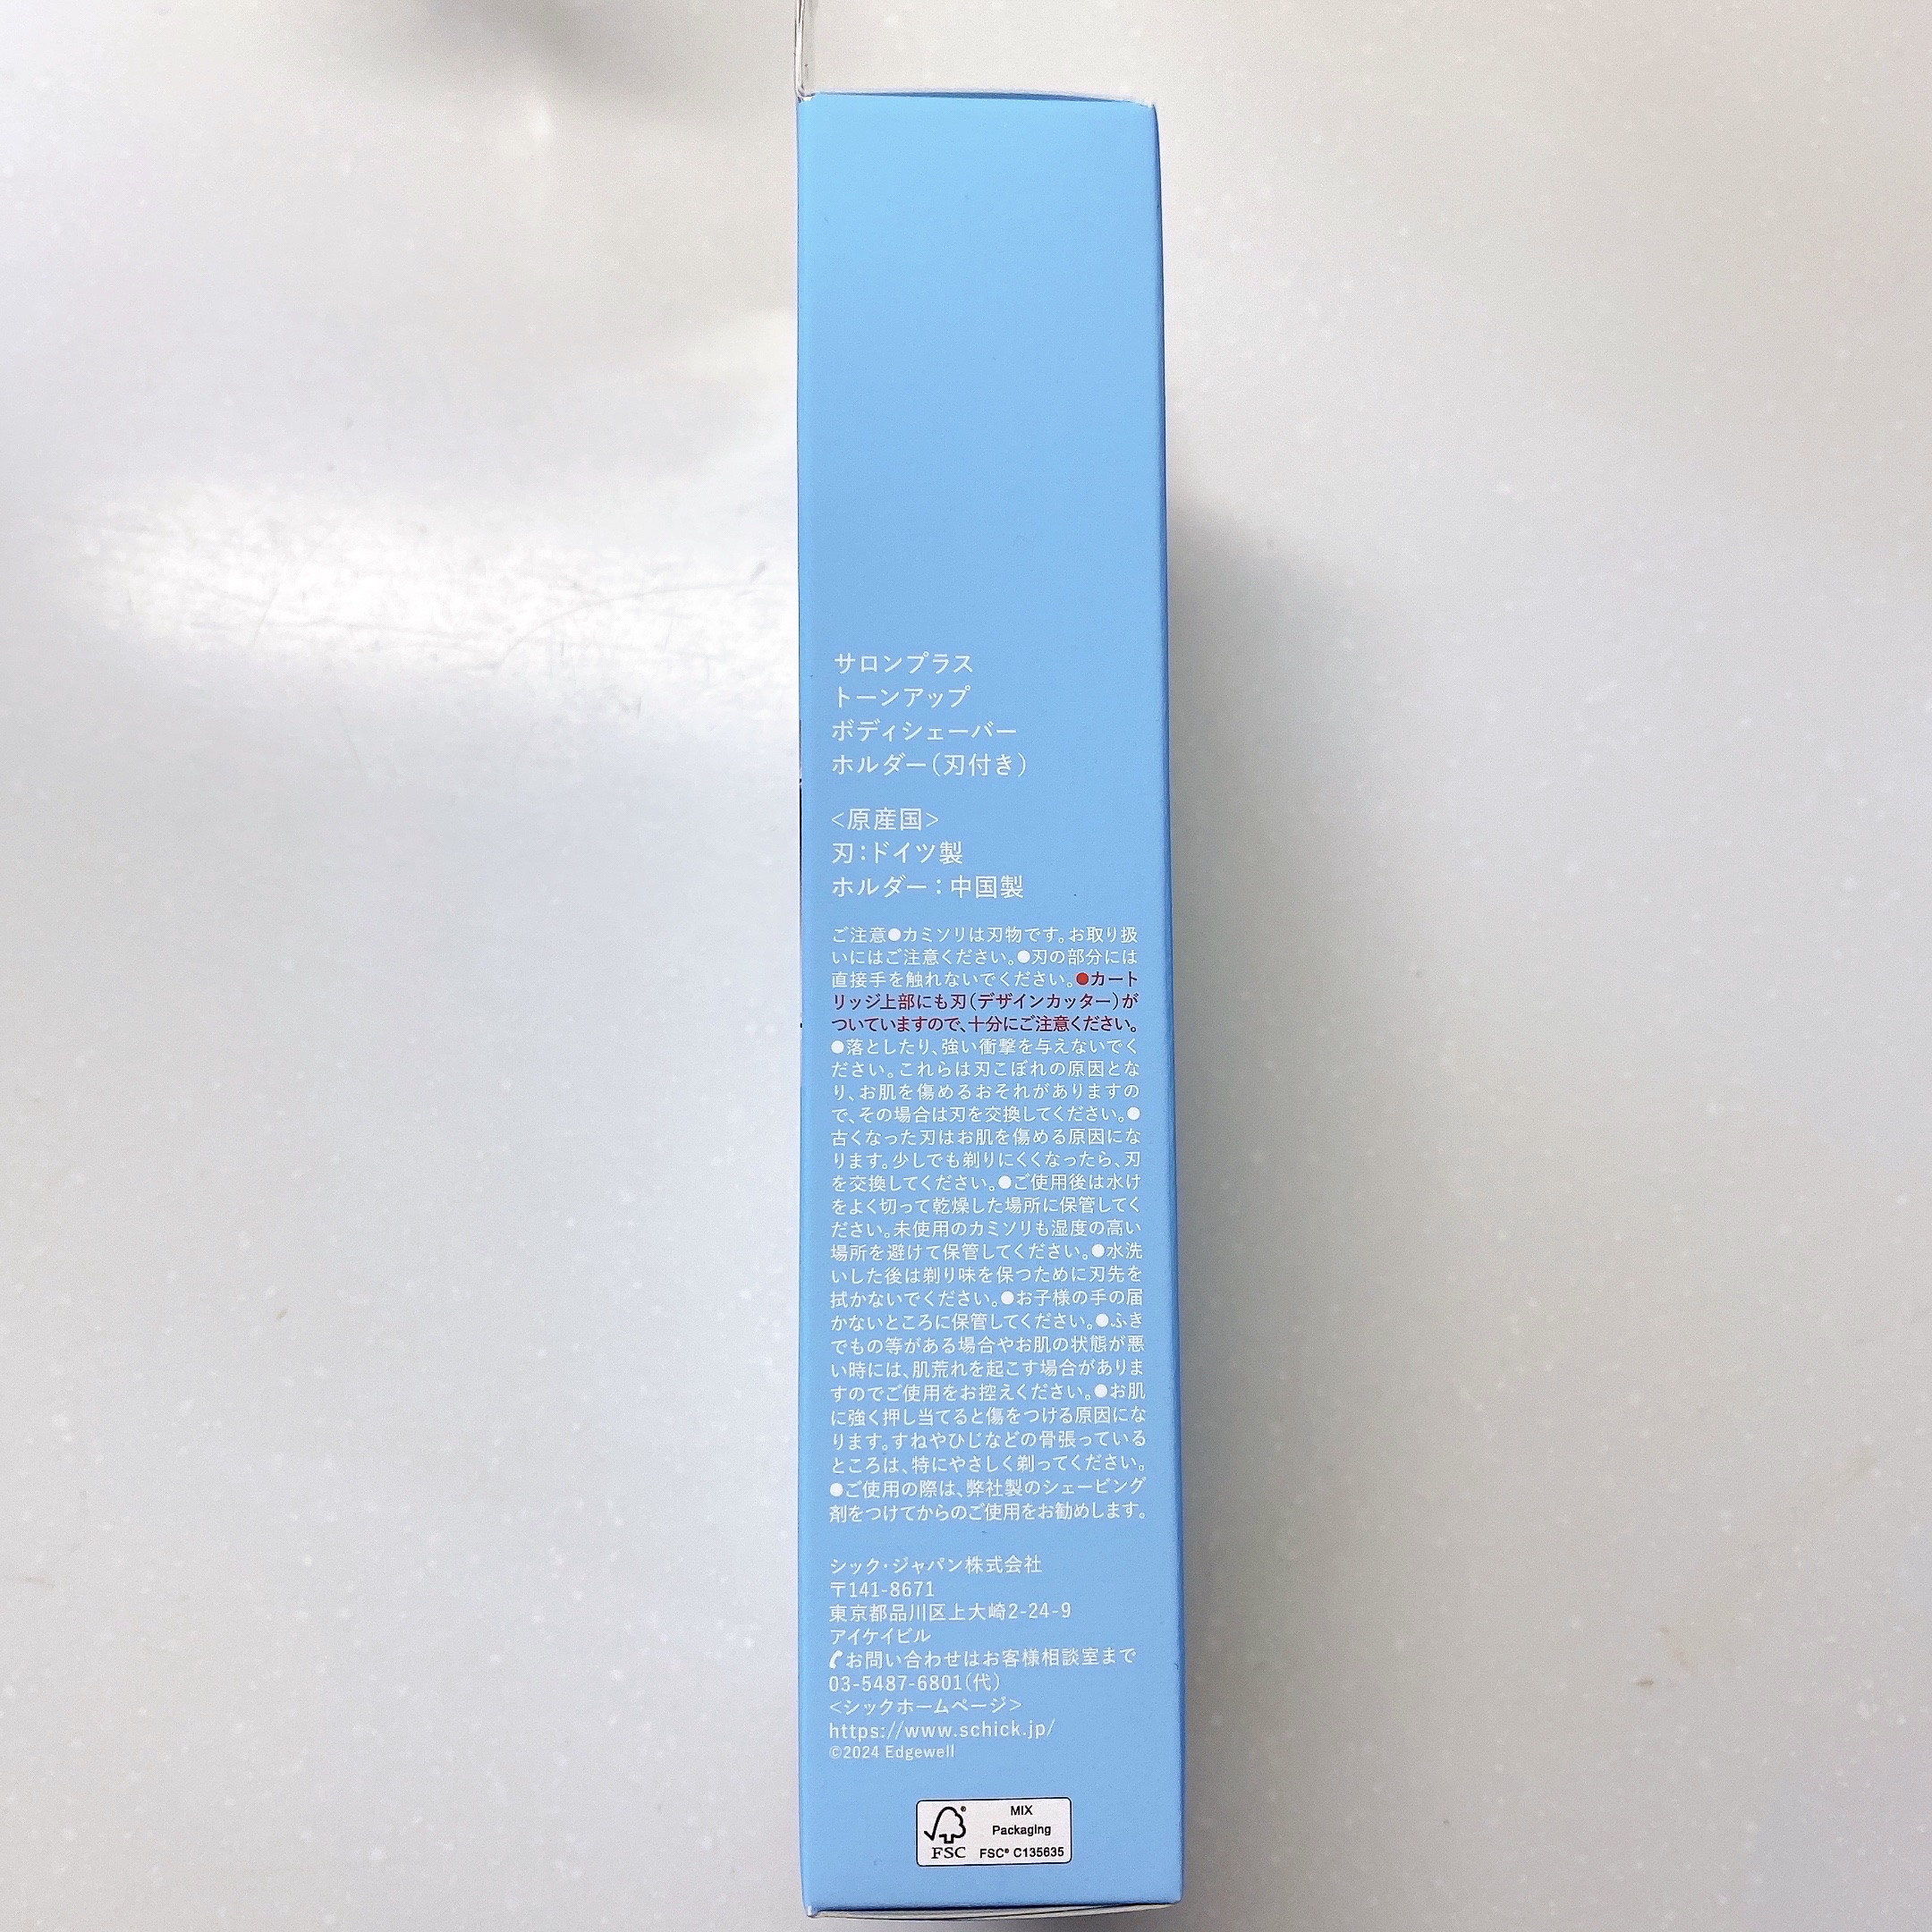 サロンプラス
トーンアップ
ボディシェーバー
ホルダー(刃付き)
<原産国>
刃:ドイツ製
ホルダー:中国製
ご注意●カミソリは刃物です。お取り扱
いにはご注意ください。●刃の部分には
直接手を触れないでください。●カート
リッジ上部にも刃(デザインカッター)が
ついていますので、十分にご注意ください。
●落としたり、強い衝撃を与えないでく
ださい。これらは刃こぼれの原因とな
り、お肌を傷めるおそれがありますの
で、その場合は刃を交換してください。●
古くなった刃はお肌を傷める原因にな
ります。少しでも剃りにくくなったら、刃
を交換してください。●ご使用後は水け
をよく切って乾燥した場所に保管してく
ださい。未使用のカミソリも湿度の高い
場所を避けて保管してください。●水洗
いした後は剃り味を保つために刃先を
拭かないでください。●お子様の手の届
かないところに保管してください。●ふき
でもの等がある場合やお肌の状態が悪
い時には、肌荒れを起こす場合がありま
すのでご使用をお控えください。●お肌
に強く押し当てると傷をつける原因にな
ります。すねやひじなどの骨張っている
ところは、特にやさしく剃ってください。
●ご使用の際は、弊社製のシェービング
剤をつけてからのご使用をお勧めします。
シック・ジャパン株式会社
〒141-8671
東京都品川区上大崎2-24-9
アイケイビル
お問い合わせはお客様相談室まで
03-5487-6801(代)
<シックホームページ>
https://www.schick.jp/
©2024 Edgewell
MIX
Packaging
FSC FSC® C135635